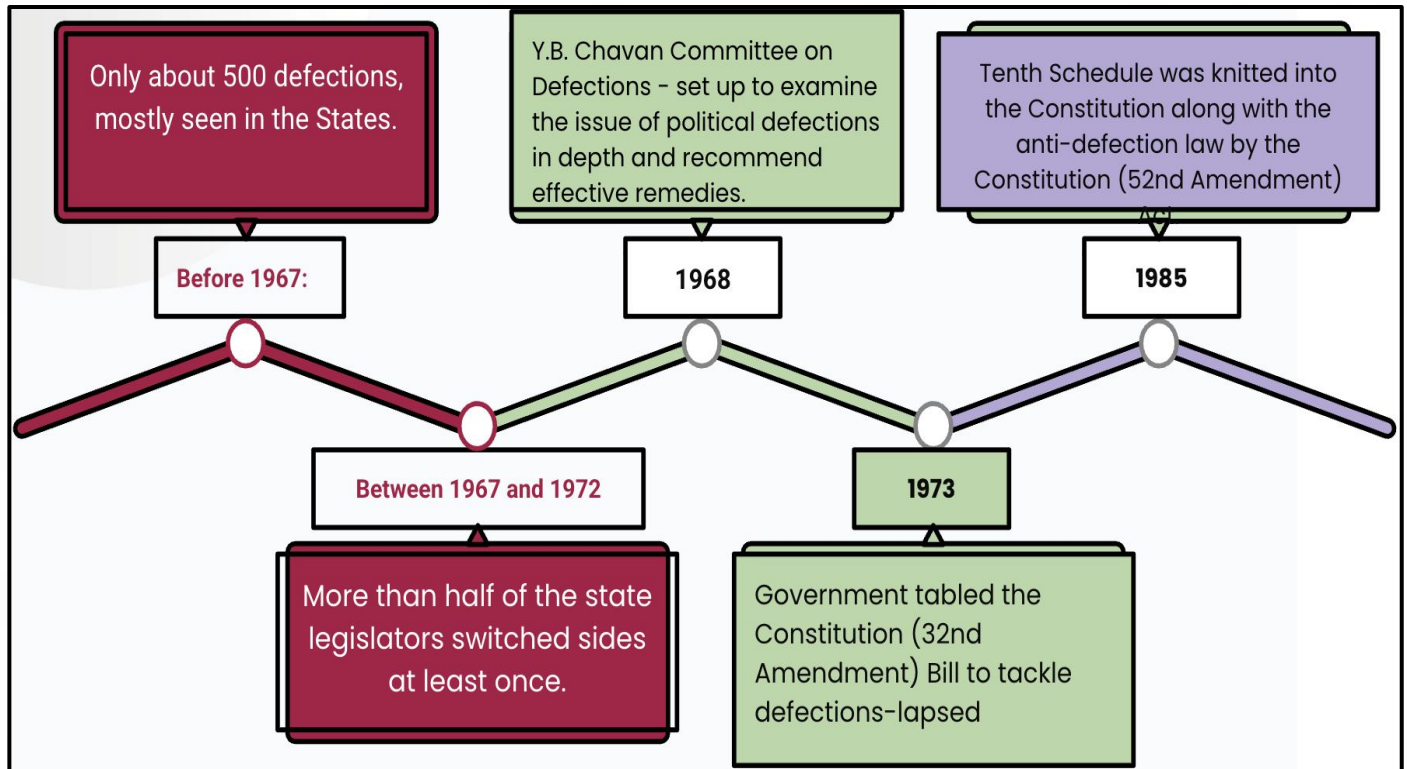 Only about 500 defections,
mostly seen in the States.
Before 1967:
Between 1967 and 1972
More than half of the state
legislators switched sides
at least once.
Y.B. Chavan Committee on
Defections - set up to examine
the issue of political defections
in depth and recommend
effective remedies.
1968
1973
Government tabled the
Constitution (32nd
Amendment) Bill to tackle
defections-lapsed
Tenth Schedule was knitted into
the Constitution along with the
anti-defection law by the
Constitution (52nd Amendment)
Act.
1985